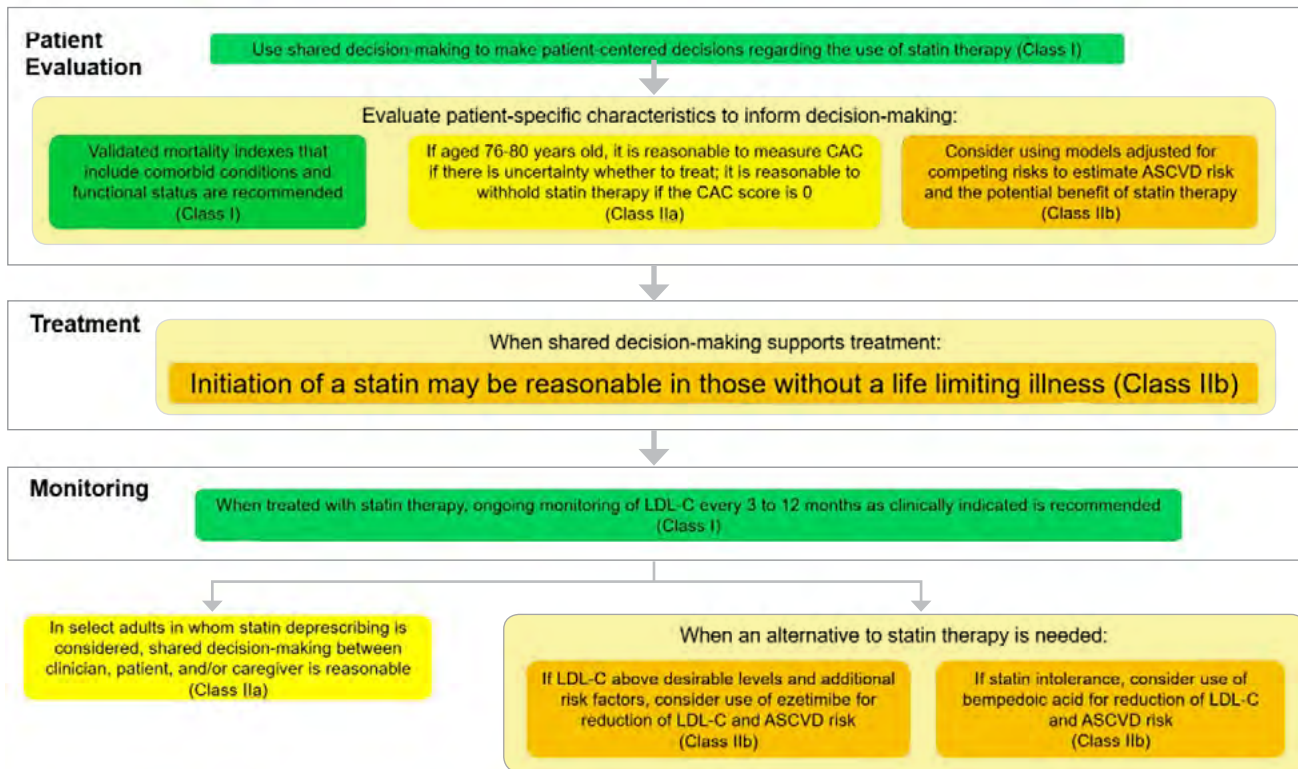 Patient
Evaluation
Use shared decision-making to make patient-centered decisions regarding the use of statin therapy (Class I)
Evaluate patient-specific characteristics to inform decision-making:
Validated mortality indexes that
include comorbid conditions and
functional status are recommended
(Class I)
If aged 76-80 years old, it is reasonable to measure CAC
if there is uncertainty whether to treat; it is reasonable to
withhold statin therapy if the CAC score is 0
(Class IIa)
Consider using models adjusted for
competing risks to estimate ASCVD risk
and the potential benefit of statin therapy
(Class IIb)
Treatment
When shared decision-making supports treatment:
Initiation of a statin may be reasonable in those without a life limiting illness (Class IIb)
Monitoring
When treated with statin therapy, ongoing monitoring of LDL-C every 3 to 12 months as clinically indicated is recommended
(Class I)
In select adults in whom statin deprescribing is
considered, shared decision-making between
clinician, patient, and/or caregiver is reasonable
(Class IIa)
When an alternative to statin therapy is needed:
If LDL-C above desirable levels and additional
risk factors, consider use of ezetimibe for
reduction of LDL-C and ASCVD risk
(Class IIb)
If statin intolerance, consider use of
bempedoic acid for reduction of LDL-C
and ASCVD risk
(Class IIb)